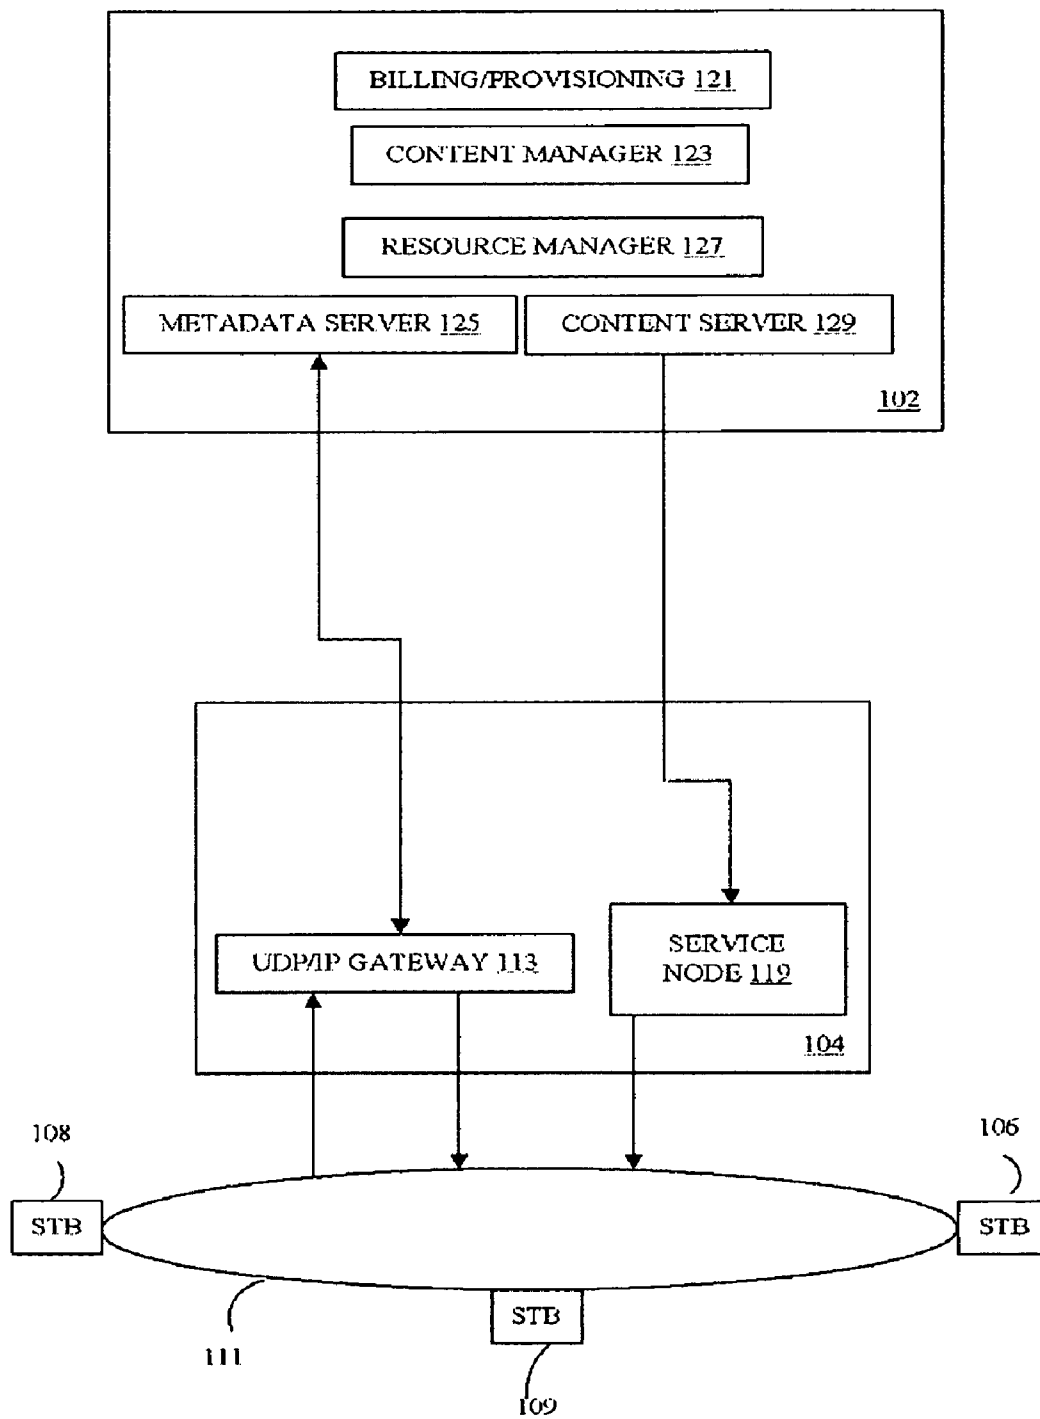 BILLING/PROVISIONING 121
CONTENT MANAGER 123
RESOURCE MANAGER 127
METADATA SERVER 125
CONTENT SERVER 129
102
UDP/IP GATEWAY 113
SERVICE
NODE 119
104
108
106
STB
STB
STB
111
109